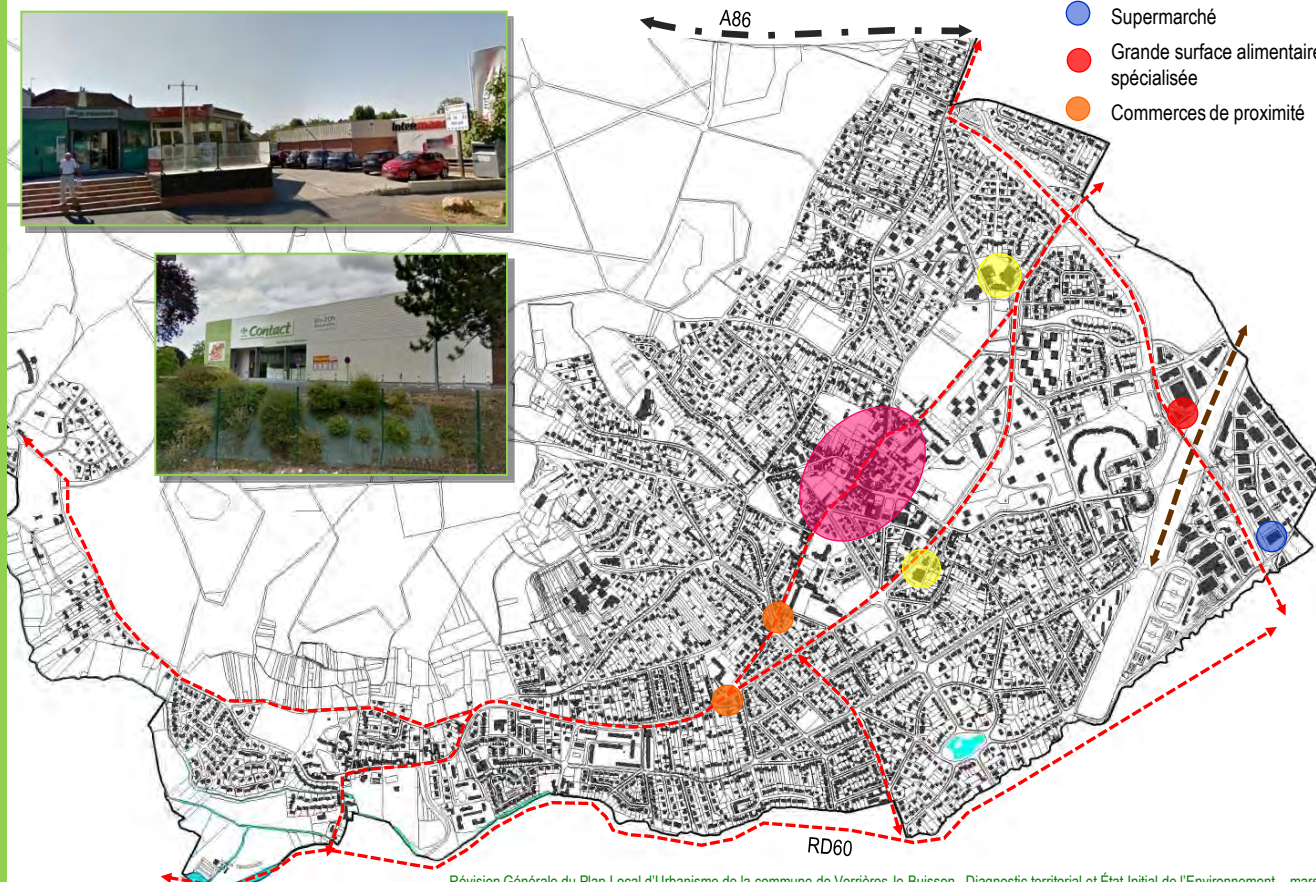 A86
Supermarché
Grande surface alimentaire
spécialisée
Commerces de proximité
Contact
RD60
Révision Générale du Plan Local d'Urbanisme de la commune de Verrières-le-Buisson - Diagnostic territorial et État Initial de l'Environnement